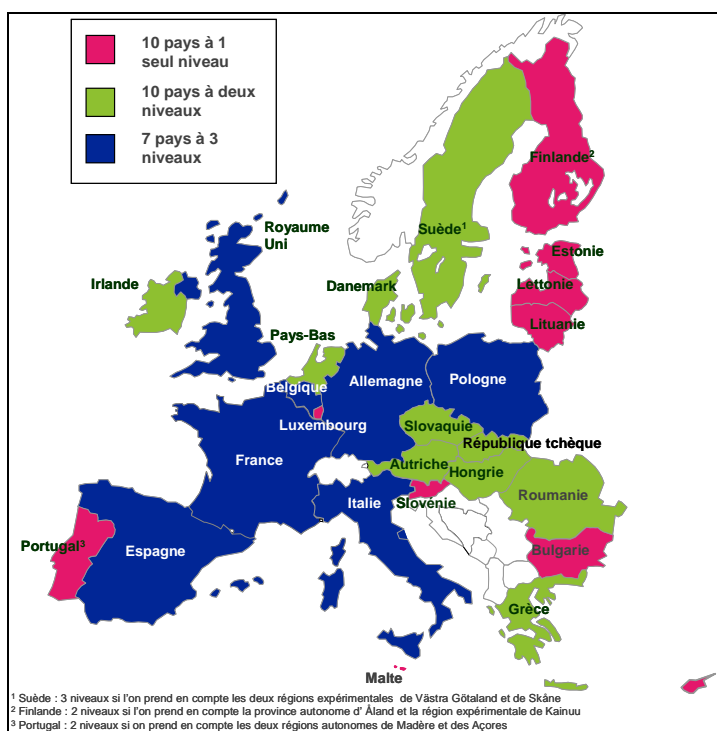 10 pays à 1
seul niveau
10 pays à deux
niveaux
7 pays à 3
niveaux
Finlande²
Royaume
Uni
Suède¹
Estonie
Irlande
Danemark
Lettonie
Lituanie
Pays-Bas
Belgique
Allemagne
Pologne
Luxembourg
Slovaquie
République tchèque
France
Autriche
Hongrie
Roumanie
Italie
Slovénie
Portugal³
Espagne
Bulgarie
Grèce
Malte
¹ Suède : 3 niveaux si l'on prend en compte les deux régions expérimentales de Västra Götaland et de Skåne
² Finlande : 2 niveaux si l'on prend en compte la province autonome d' Åland et la région expérimentale de Kainuu
³ Portugal : 2 niveaux si on prend en compte les deux régions autonomes de Madère et des Açores